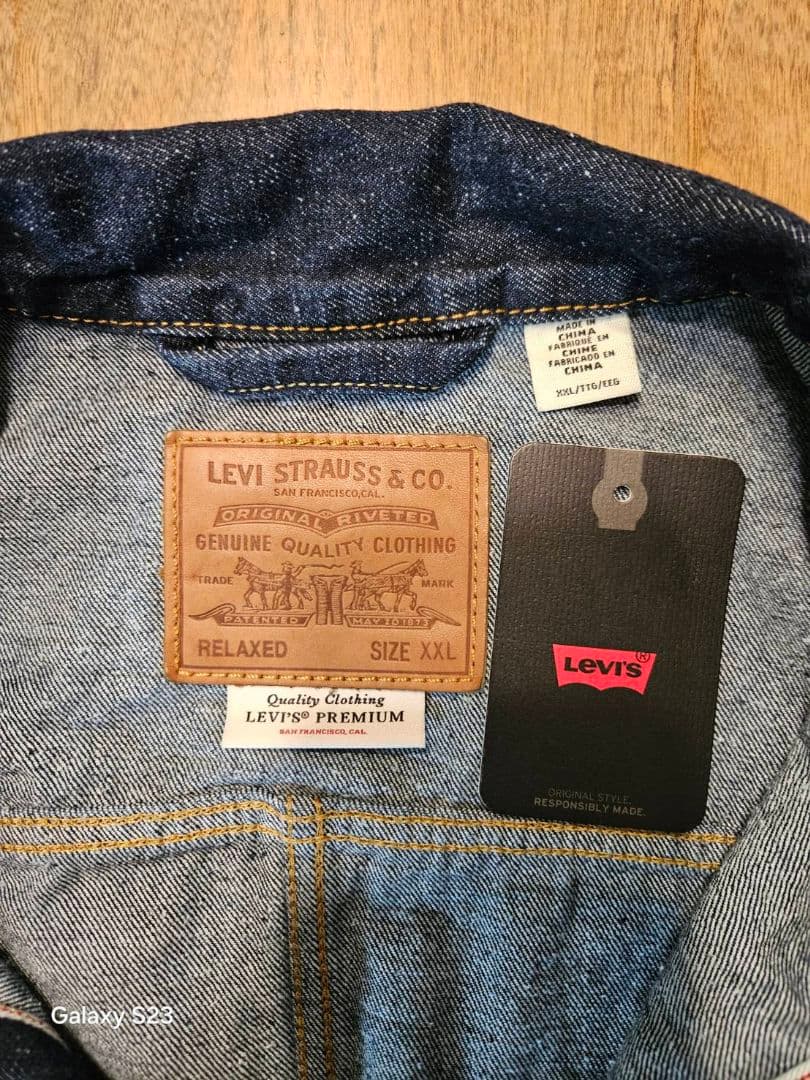 MADE IN
CHINA
FABRIQUÉ EN
CHINE
FABRICADO EN
CHINA
XXL/TTG/EEG
LEVI STRAUSS & CO.
SAN FRANCISCO, CAL.
ORIGINAL RIVETED
GENUINE QUALITY CLOTHING
TRADE MARK
PATENTED MAY 20 1873
RELAXED SIZE XXL
Quality Clothing
LEVI'S® PREMIUM
SAN FRANCISCO, CAL.
LEVI'S®
ORIGINAL STYLE.
RESPONSIBLY MADE.
Galaxy S23